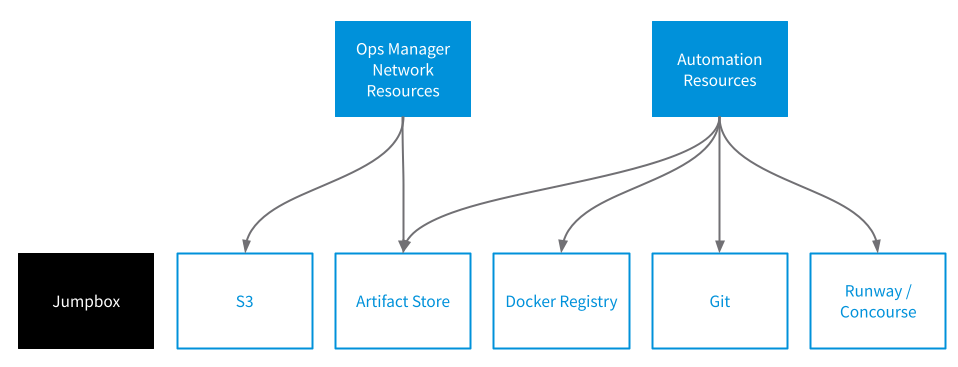 Ops Manager
Network
Resources
Automation
Resources
Jumpbox
S3
Artifact Store
Docker Registry
Git
Runway /
Concourse